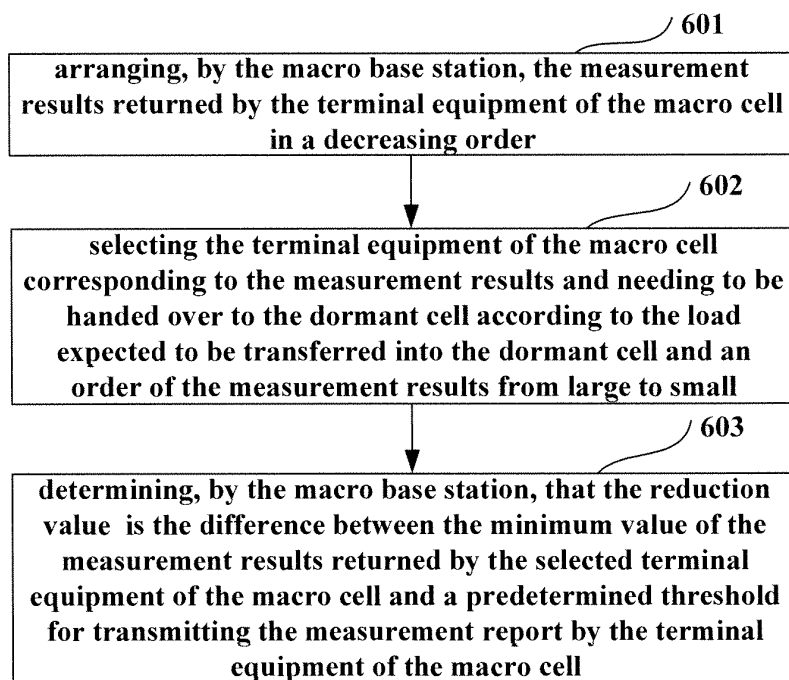 601
arranging, by the macro base station, the measurement
results returned by the terminal equipment of the macro cell
in a decreasing order
602
selecting the terminal equipment of the macro cell
corresponding to the measurement results and needing to be
handed over to the dormant cell according to the load
expected to be transferred into the dormant cell and an
order of the measurement results from large to small
603
determining, by the macro base station, that the reduction
value is the difference between the minimum value of the
measurement results returned by the selected terminal
equipment of the macro cell and a predetermined threshold
for transmitting the measurement report by the terminal
equipment of the macro cell